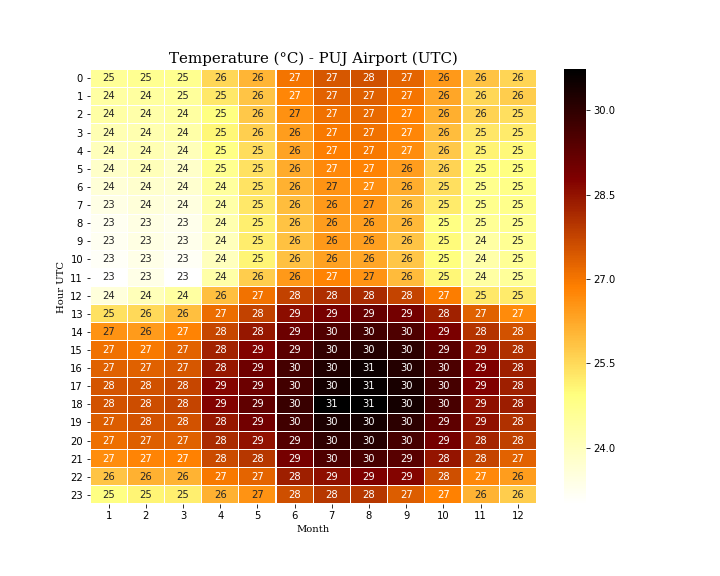 Temperature (°C) - PUJ Airport (UTC)
0 25 25 25 26 26 27 27 28 27 26 26 26
1 24 24 25 25 26 27 27 27 27 26 26 26
2 24 24 24 25 26 27 27 27 27 26 26 25
3 24 24 24 25 26 26 27 27 27 26 25 25
4 24 24 24 25 25 26 27 27 27 26 25 25
5 24 24 24 25 25 26 27 27 26 26 25 25
6 24 24 24 24 25 26 27 27 26 25 25 25
7 23 24 24 24 25 26 26 27 26 25 25 25
8 23 23 23 24 25 26 26 26 26 25 25 25
9 23 23 23 24 25 26 26 26 26 25 24 25
10 23 23 23 24 25 26 26 26 26 25 24 25
11 23 23 23 24 26 26 27 27 26 25 24 25
12 24 24 24 26 27 28 28 28 28 27 25 25
13 25 26 26 27 28 29 29 29 29 28 27 27
14 27 26 27 28 28 29 30 30 30 29 28 28
15 27 27 27 28 29 29 30 30 30 29 29 28
16 27 27 27 28 29 30 30 31 30 30 29 28
17 28 28 28 29 29 30 30 31 30 30 29 28
18 28 28 28 29 29 30 31 31 30 30 29 28
19 27 28 28 28 29 30 30 30 30 29 29 28
20 27 27 27 28 29 29 30 30 30 29 28 28
21 27 27 27 28 28 29 30 30 29 28 28 27
22 26 26 26 27 27 28 29 29 29 28 27 26
23 25 25 25 26 27 28 28 28 27 27 26 26
1 2 3 4 5 6 7 8 9 10 11 12
Month
Hour UTC
30.0
28.5
27.0
25.5
24.0